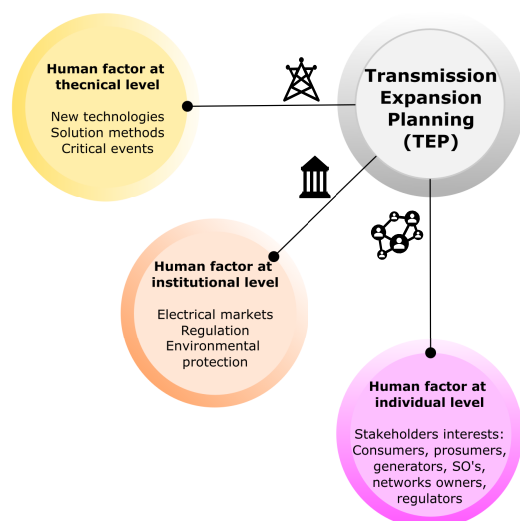 Transmission
Expansion
Planning
(TEP)
Human factor at
thecnical level
New technologies
Solution methods
Critical events
Human factor at
institutional level
Electrical markets
Regulation
Environmental
protection
Human factor at
individual level
Stakeholders interests:
Consumers, prosumers,
generators, SO's,
networks owners,
regulators